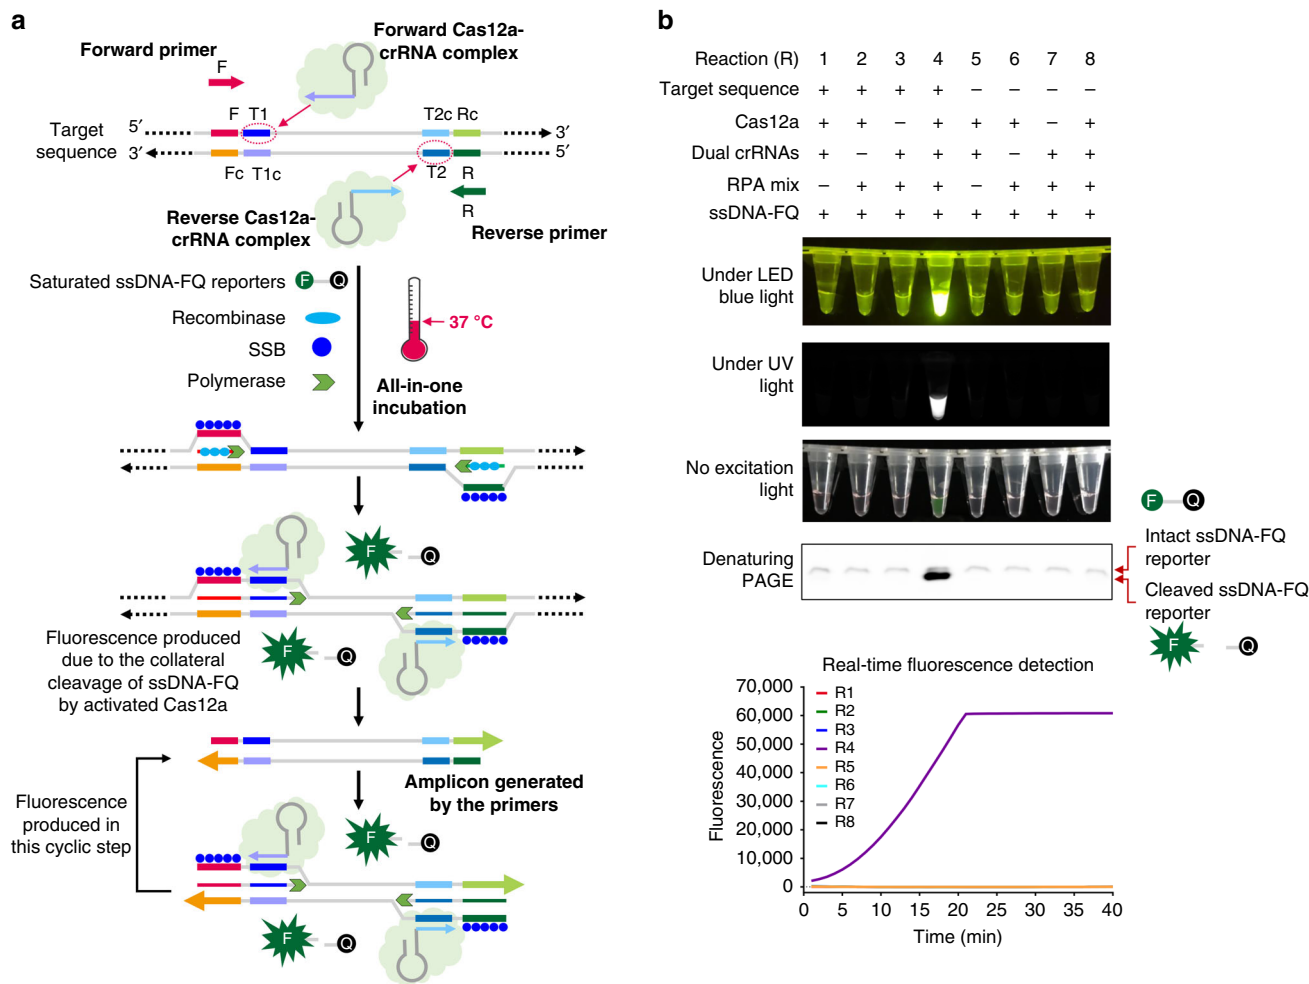 a
Forward primer
F
Forward Cas12a-
crRNA complex
F T1 T2c Rc
Target
sequence
5′ 3′
3′ 5′
Fc T1c T2 R
R
Reverse Cas12a-
crRNA complex
Reverse primer
Saturated ssDNA-FQ reporters F Q
Recombinase
SSB
Polymerase
37 °C
All-in-one
incubation
F Q
F Q
Fluorescence produced
due to the collateral
cleavage of ssDNA-FQ
by activated Cas12a
Amplicon generated
by the primers
Fluorescence
produced in
this cyclic step
F Q
F Q
b
Reaction (R) 1 2 3 4 5 6 7 8
Target sequence + + + + − − − −
Cas12a + + − + + + − +
Dual crRNAs + − + + + − + +
RPA mix − + + + − + + +
ssDNA-FQ + + + + + + + +
Under LED
blue light
Under UV
light
No excitation
light
Denaturing
PAGE
F Q
Intact ssDNA-FQ
reporter
Cleaved ssDNA-FQ
reporter
F Q
Real-time fluorescence detection
Fluorescence
70,000
60,000
50,000
40,000
30,000
20,000
10,000
0
R1
R2
R3
R4
R5
R6
R7
R8
0 5 10 15 20 25 30 35 40
Time (min)